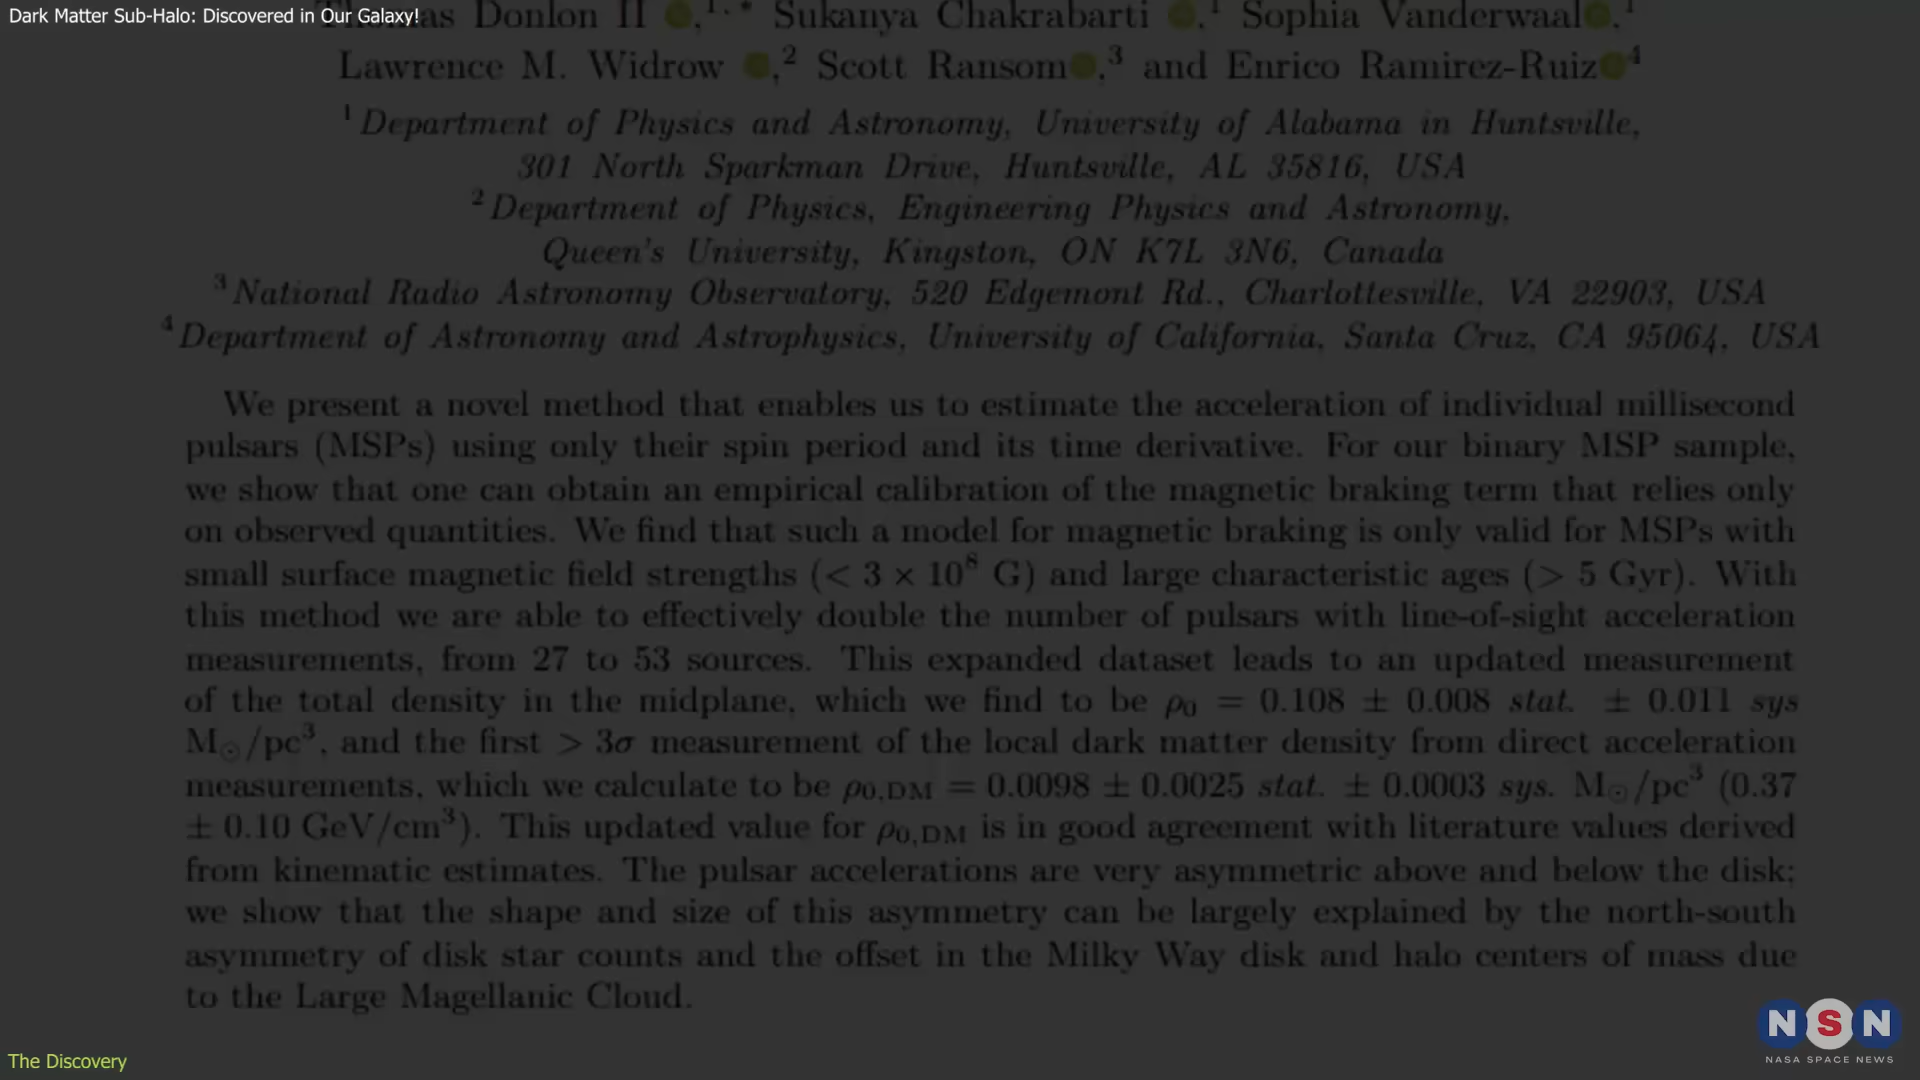 Dark Matter Sub-Halo: Discovered in Our Galaxy!
Thomas Donlon II ,1, * Sukanya Chakrabarti ,1 Sophia Vanderwaal ,1
Lawrence M. Widrow ,2 Scott Ransom ,3 and Enrico Ramirez-Ruiz 4
1 Department of Physics and Astronomy, University of Alabama in Huntsville,
301 North Sparkman Drive, Huntsville, AL 35816, USA
2 Department of Physics, Engineering Physics and Astronomy,
Queen's University, Kingston, ON K7L 3N6, Canada
3 National Radio Astronomy Observatory, 520 Edgemont Rd., Charlottesville, VA 22903, USA
4 Department of Astronomy and Astrophysics, University of California, Santa Cruz, CA 95064, USA
We present a novel method that enables us to estimate the acceleration of individual millisecond
pulsars (MSPs) using only their spin period and its time derivative. For our binary MSP sample,
we show that one can obtain an empirical calibration of the magnetic braking term that relies only
on observed quantities. We find that such a model for magnetic braking is only valid for MSPs with
small surface magnetic field strengths (< 3 × 10⁸ G) and large characteristic ages (> 5 Gyr). With
this method we are able to effectively double the number of pulsars with line-of-sight acceleration
measurements, from 27 to 53 sources. This expanded dataset leads to an updated measurement
of the total density in the midplane, which we find to be ρ₀ = 0.108 ± 0.008 stat. ± 0.011 sys
M☉/pc³, and the first > 3σ measurement of the local dark matter density from direct acceleration
measurements, which we calculate to be ρ0,DM = 0.0098 ± 0.0025 stat. ± 0.0003 sys. M☉/pc³ (0.37
± 0.10 GeV/cm³). This updated value for ρ0,DM is in good agreement with literature values derived
from kinematic estimates. The pulsar accelerations are very asymmetric above and below the disk;
we show that the shape and size of this asymmetry can be largely explained by the north-south
asymmetry of disk star counts and the offset in the Milky Way disk and halo centers of mass due
to the Large Magellanic Cloud.
NSN
NASA SPACE NEWS
The Discovery